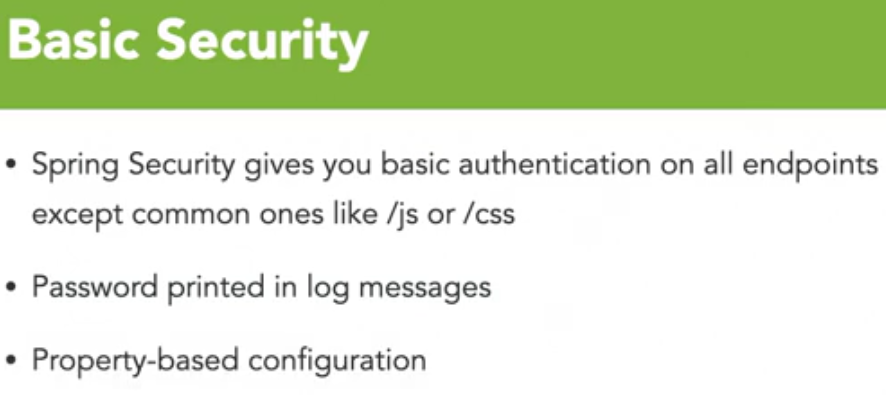 Basic Security
• Spring Security gives you basic authentication on all endpoints
except common ones like /js or /css
• Password printed in log messages
• Property-based configuration